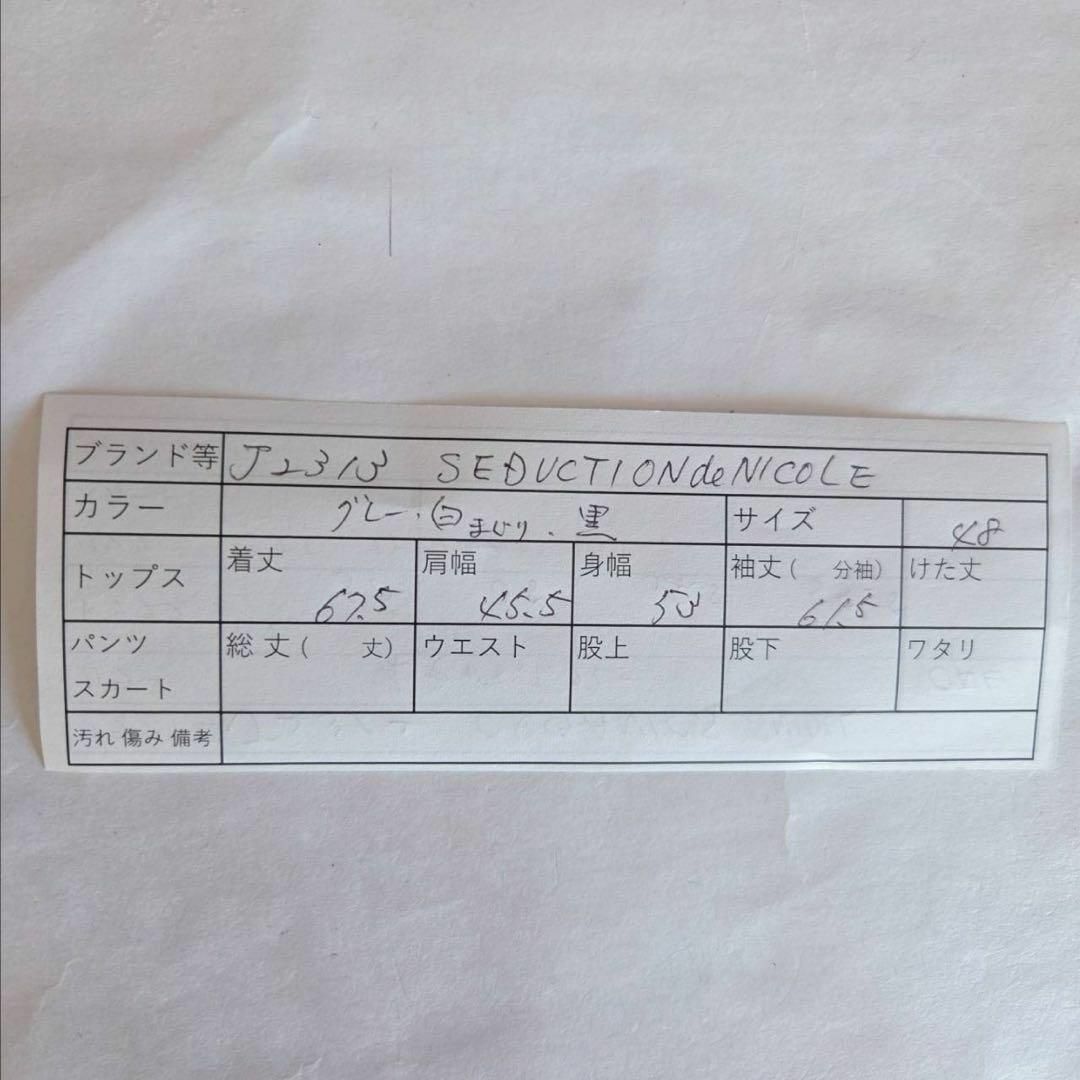 ブランド等 J2313 SEDUCTION de NICOLE
カラー グレー・白まじり、黒 サイズ 48
トップス 着丈 67.5 肩幅 45.5 身幅 53 袖丈( 分袖) 61.5 けた丈
パンツ 総丈( 丈) ウエスト 股上 股下 ワタリ
スカート
汚れ 傷み 備考